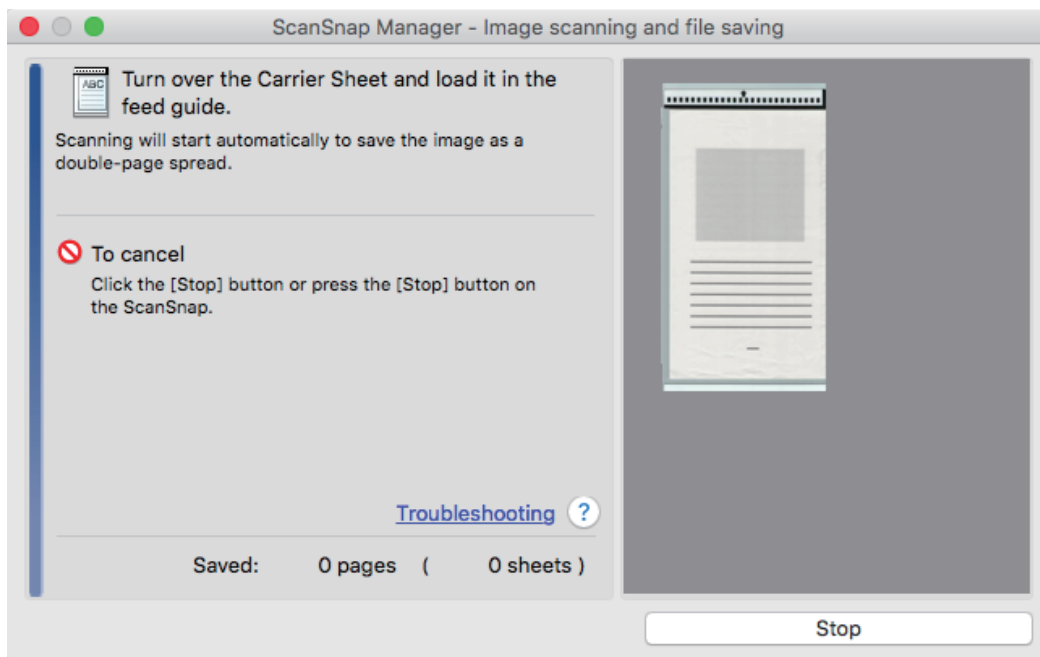 ScanSnap Manager - Image scanning and file saving
ABC
Turn over the Carrier Sheet and load it in the
feed guide.
Scanning will start automatically to save the image as a
double-page spread.
To cancel
Click the [Stop] button or press the [Stop] button on
the ScanSnap.
Troubleshooting ?
Saved: 0 pages ( 0 sheets )
Stop